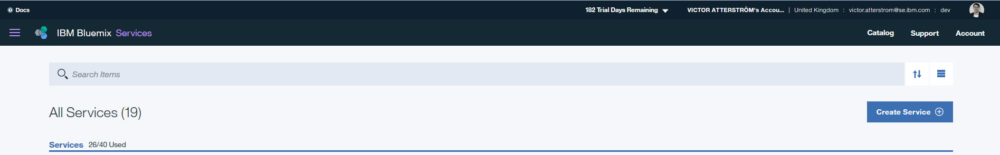 Docs 182 Trial Days Remaining VICTOR ATTERSTRÖM's Accou... | United Kingdom : victor.atterstrom@se.ibm.com : dev
IBM Bluemix Services Catalog Support Account
Search Items
All Services (19) Create Service
Services 26/40 Used